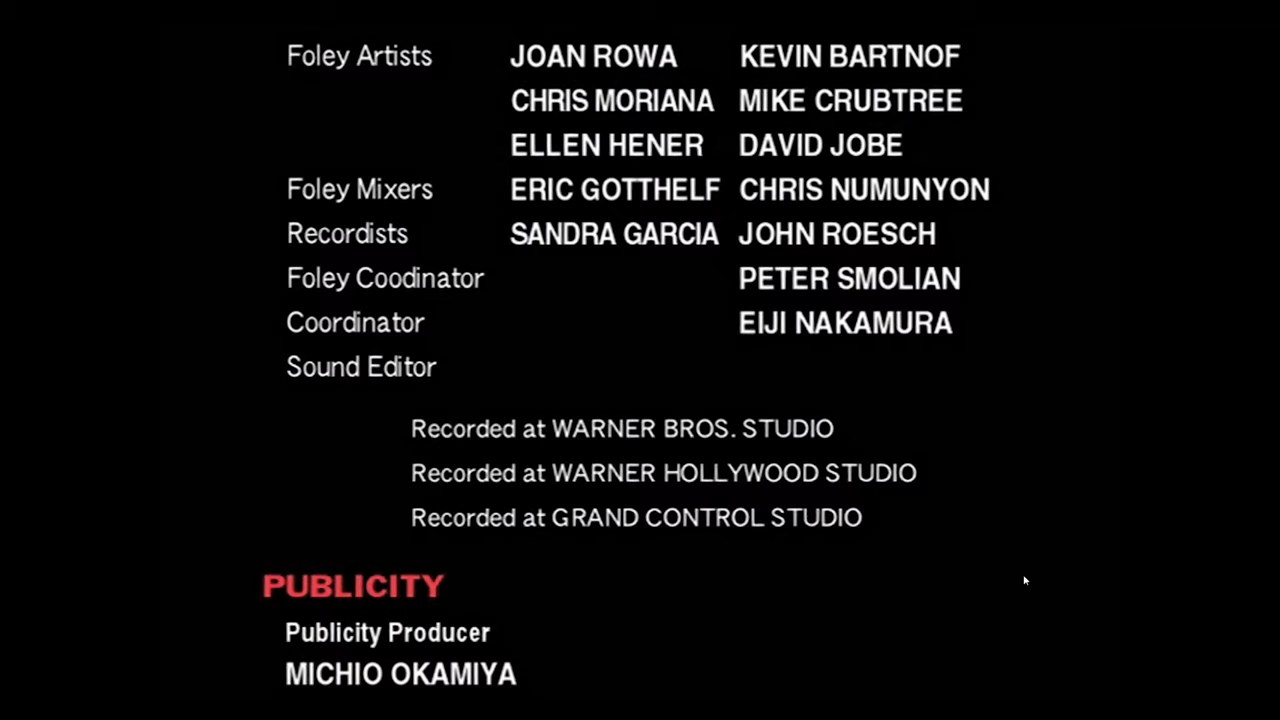 Foley Artists JOAN ROWA KEVIN BARTNOF
CHRIS MORIANA MIKE CRUBTREE
ELLEN HENER DAVID JOBE
Foley Mixers ERIC GOTTHELF CHRIS NUMUNYON
Recordists SANDRA GARCIA JOHN ROESCH
Foley Coodinator PETER SMOLIAN
Coordinator EIJI NAKAMURA
Sound Editor
Recorded at WARNER BROS. STUDIO
Recorded at WARNER HOLLYWOOD STUDIO
Recorded at GRAND CONTROL STUDIO
PUBLICITY
Publicity Producer
MICHIO OKAMIYA